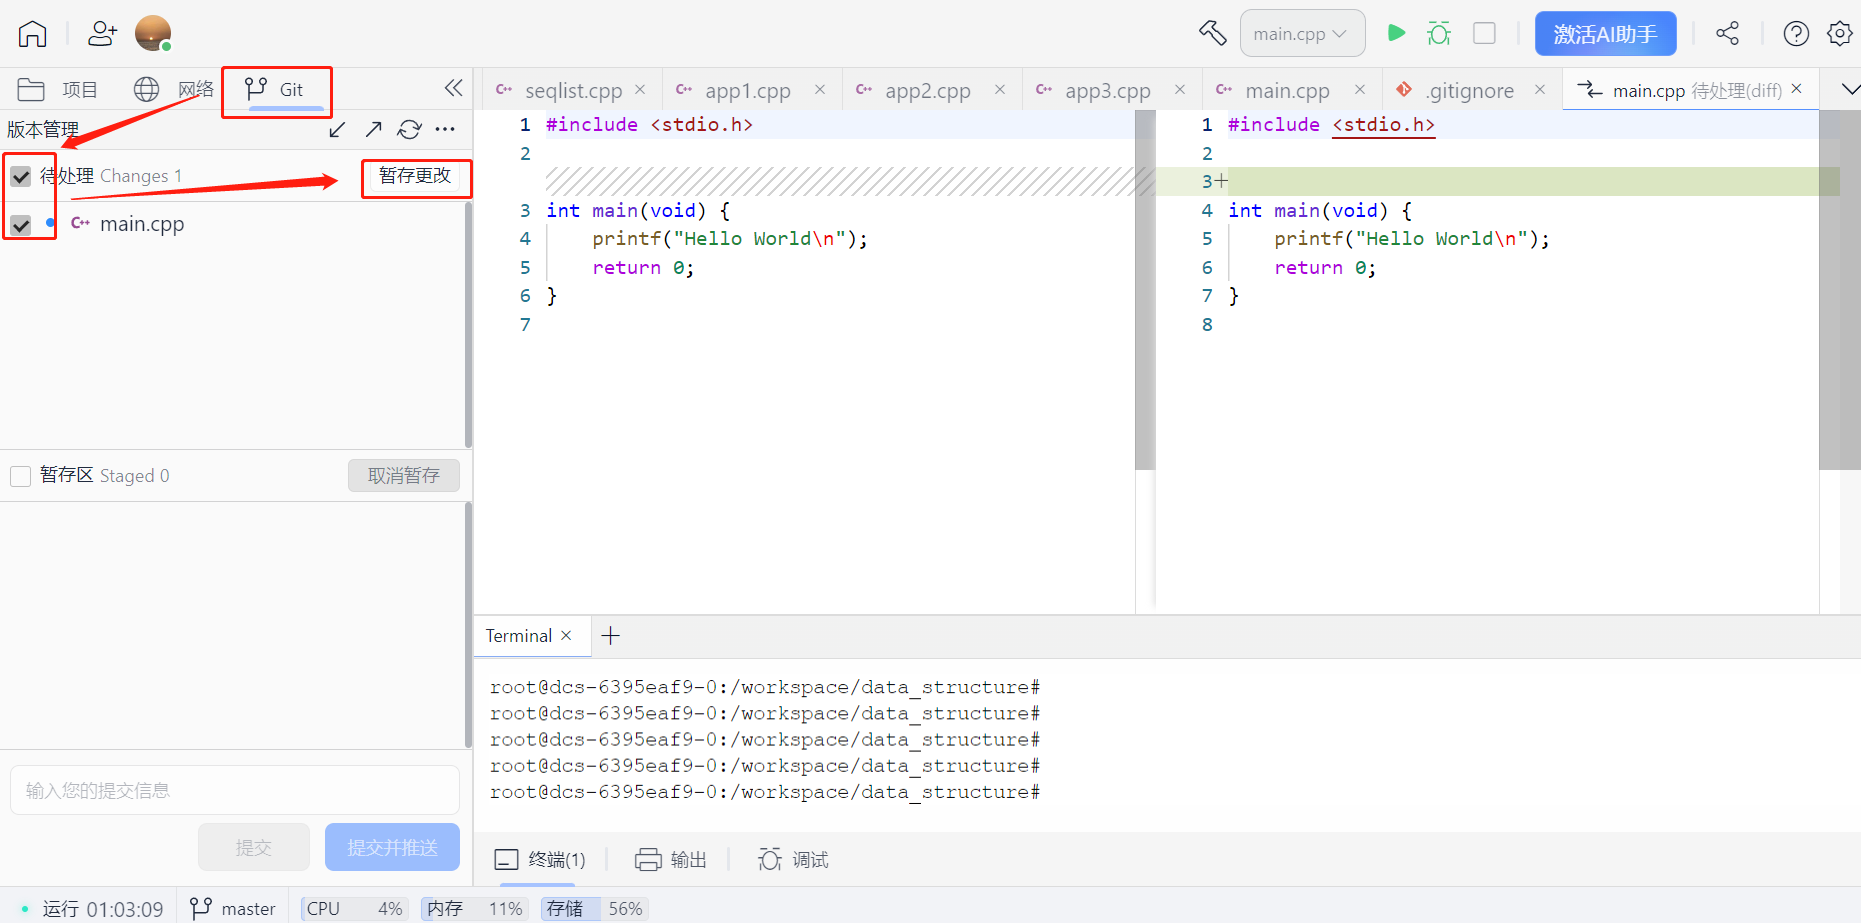 main.cpp
激活AI助手
项目
网络
Git
seqlist.cpp
app1.cpp
app2.cpp
app3.cpp
main.cpp
.gitignore
main.cpp 待处理(diff)
版本管理
待处理 Changes 1
暂存更改
main.cpp
暂存区 Staged 0
取消暂存
输入您的提交信息
提交
提交并推送
1 #include <stdio.h>
2
3 int main(void) {
4 printf("Hello World\n");
5 return 0;
6 }
7
1 #include <stdio.h>
2
3+
4 int main(void) {
5 printf("Hello World\n");
6 return 0;
7 }
8
Terminal
root@dcs-6395eaf9-0:/workspace/data_structure#
root@dcs-6395eaf9-0:/workspace/data_structure#
root@dcs-6395eaf9-0:/workspace/data_structure#
root@dcs-6395eaf9-0:/workspace/data_structure#
root@dcs-6395eaf9-0:/workspace/data_structure#
终端(1)
输出
调试
运行 01:03:09
master
CPU 4%
内存 11%
存储 56%